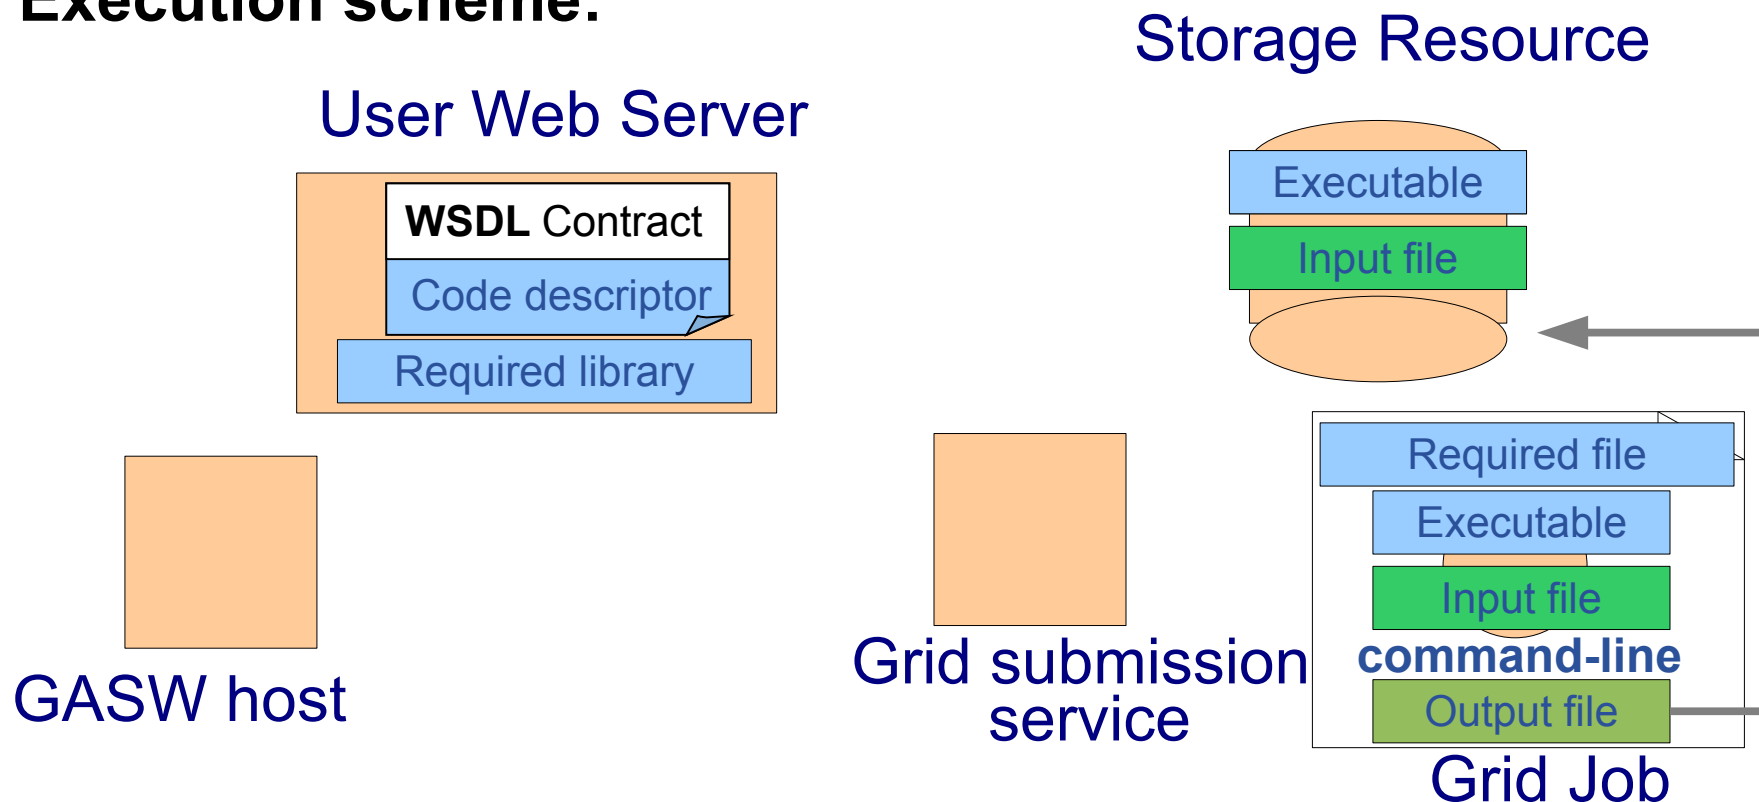 Execution scheme:
Storage Resource
User Web Server
Executable
WSDL Contract
Input file
Code descriptor
Required library
Required file
Executable
Input file
command-line
Output file
Grid submission
service
GASW host
Grid Job